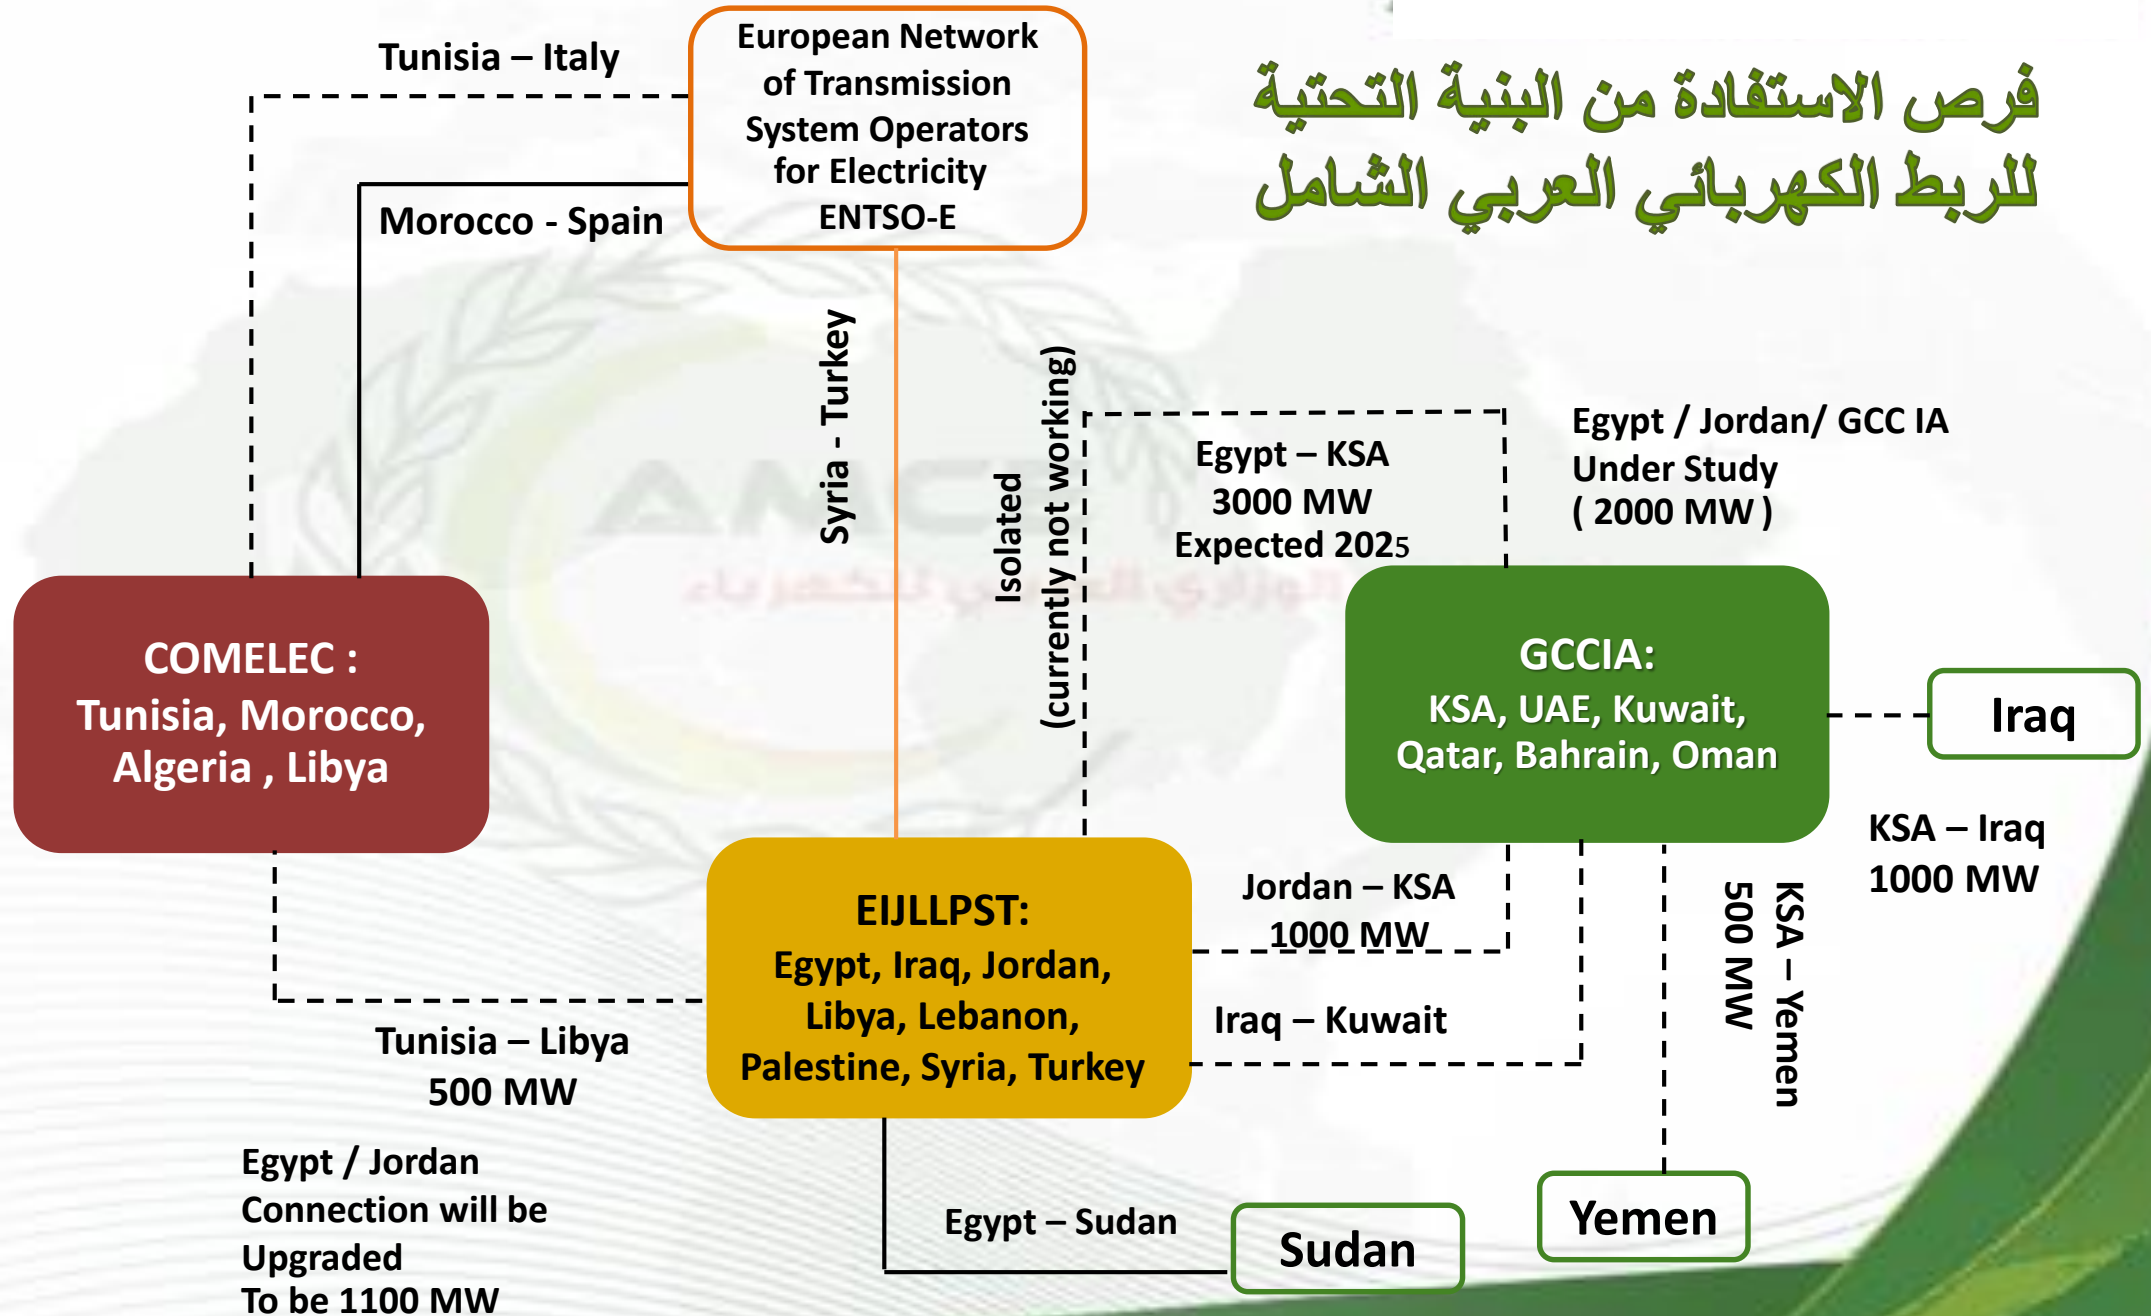 فرص الاستفادة من البنية التحتية
للربط الكهربائي العربي الشامل
European Network
of Transmission
System Operators
for Electricity
ENTSO-E
Tunisia – Italy
Morocco - Spain
Syria - Turkey
Isolated
(currently not working)
Egypt – KSA
3000 MW
Expected 2025
Egypt / Jordan/ GCC IA
Under Study
( 2000 MW )
COMELEC :
Tunisia, Morocco,
Algeria , Libya
GCCIA:
KSA, UAE, Kuwait,
Qatar, Bahrain, Oman
Iraq
KSA – Iraq
1000 MW
EIJLLPST:
Egypt, Iraq, Jordan,
Libya, Lebanon,
Palestine, Syria, Turkey
Jordan – KSA
1000 MW
Iraq – Kuwait
KSA – Yemen
500 MW
Tunisia – Libya
500 MW
Egypt / Jordan
Connection will be
Upgraded
To be 1100 MW
Egypt – Sudan
Sudan
Yemen